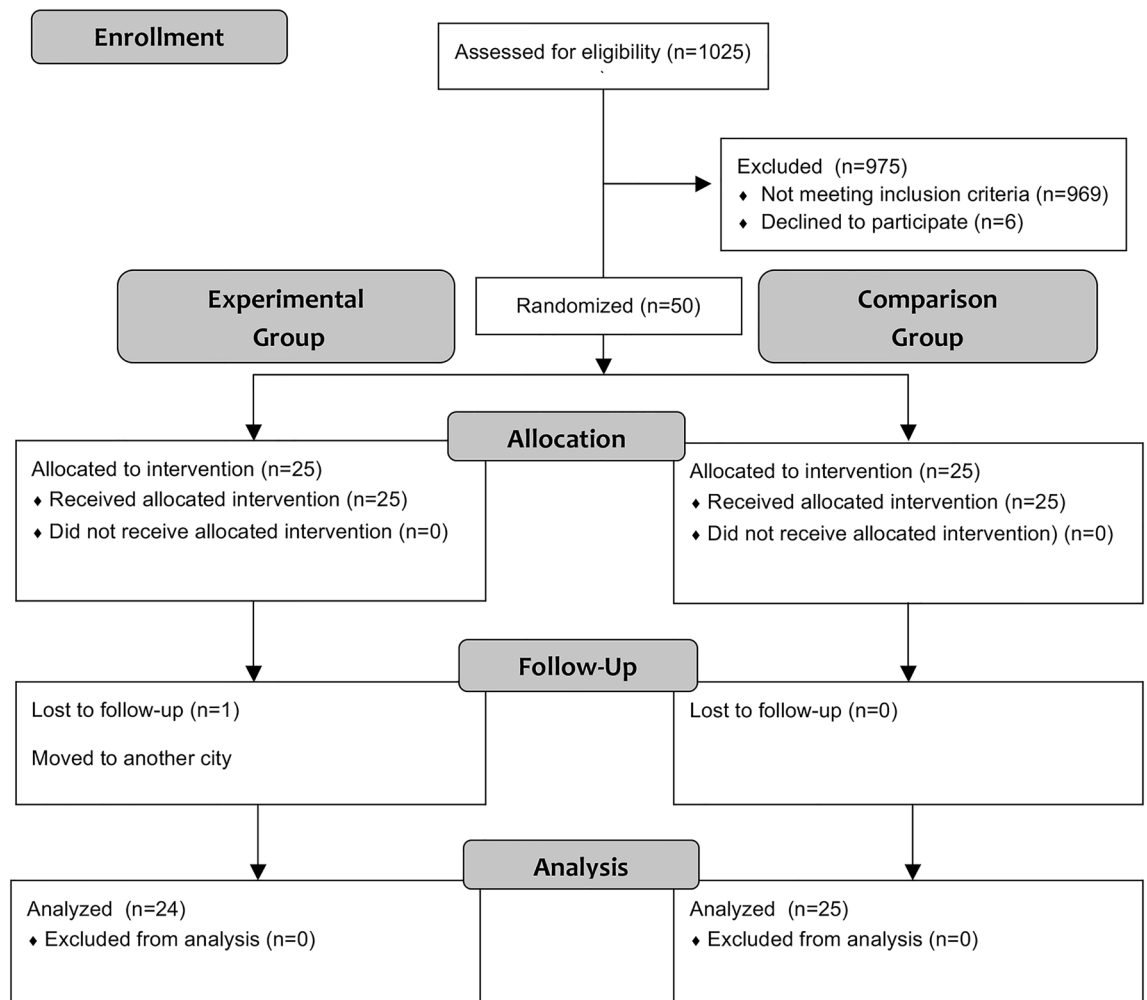 Enrollment
Assessed for eligibility (n=1025)
Excluded (n=975)
♦ Not meeting inclusion criteria (n=969)
♦ Declined to participate (n=6)
Experimental
Group
Randomized (n=50)
Comparison
Group
Allocation
Allocated to intervention (n=25)
♦ Received allocated intervention (n=25)
♦ Did not receive allocated intervention (n=0)
Allocated to intervention (n=25)
♦ Received allocated intervention (n=25)
♦ Did not receive allocated intervention) (n=0)
Follow-Up
Lost to follow-up (n=1)
Moved to another city
Lost to follow-up (n=0)
Analysis
Analyzed (n=24)
♦ Excluded from analysis (n=0)
Analyzed (n=25)
♦ Excluded from analysis (n=0)